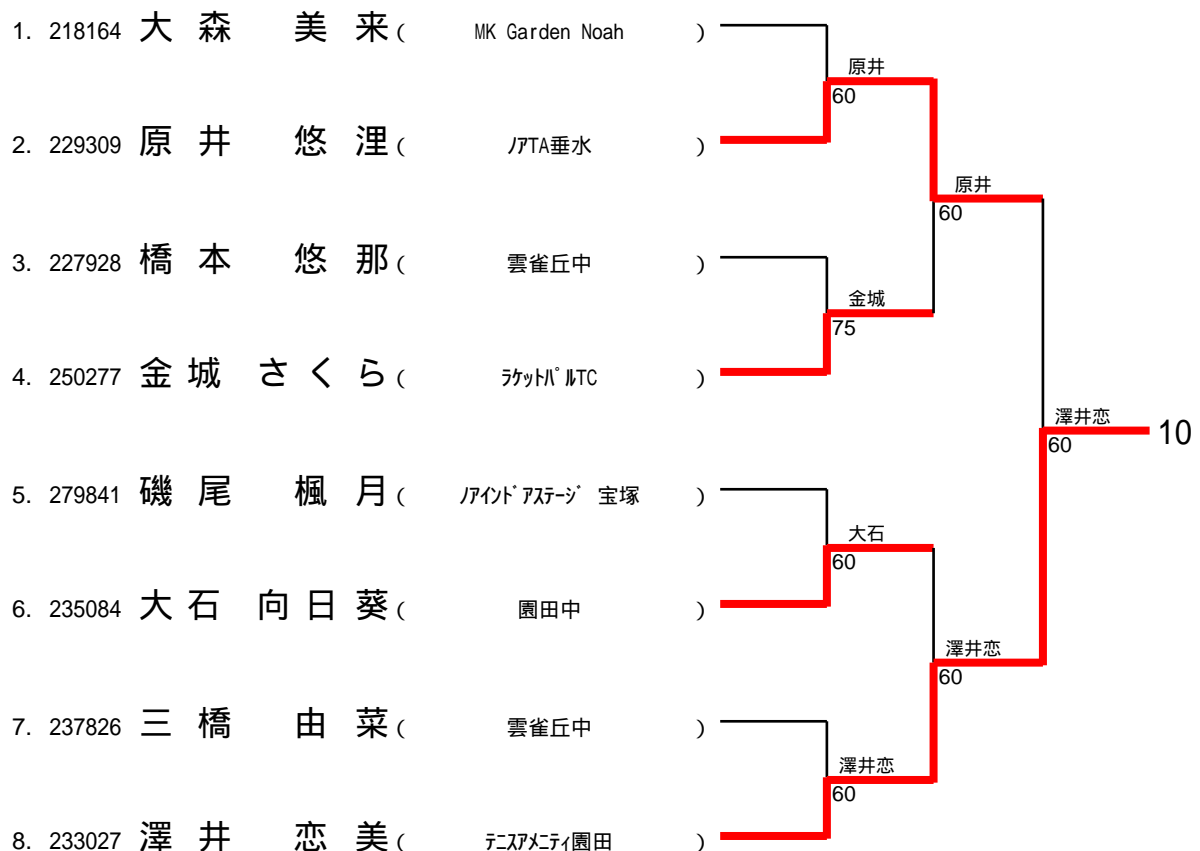 1. 218164 大森 美来( MK Garden Noah )
原井
60
2. 229309 原井 悠浬( ﾉｱTA垂水 )
原井
60
3. 227928 橋本 悠那( 雲雀丘中 )
金城
75
4. 250277 金城 さくら( ﾗｹｯﾄﾊﾟﾙTC )
澤井恋
60 10
5. 279841 磯尾 楓月( ﾉｱｲﾝﾄﾞｱｽﾃｰｼﾞ 宝塚 )
大石
60
6. 235084 大石 向日葵( 園田中 )
澤井恋
60
7. 237826 三橋 由菜( 雲雀丘中 )
澤井恋
60
8. 233027 澤井 恋美( ﾃﾆｽｱﾒﾆﾃｨ園田 )